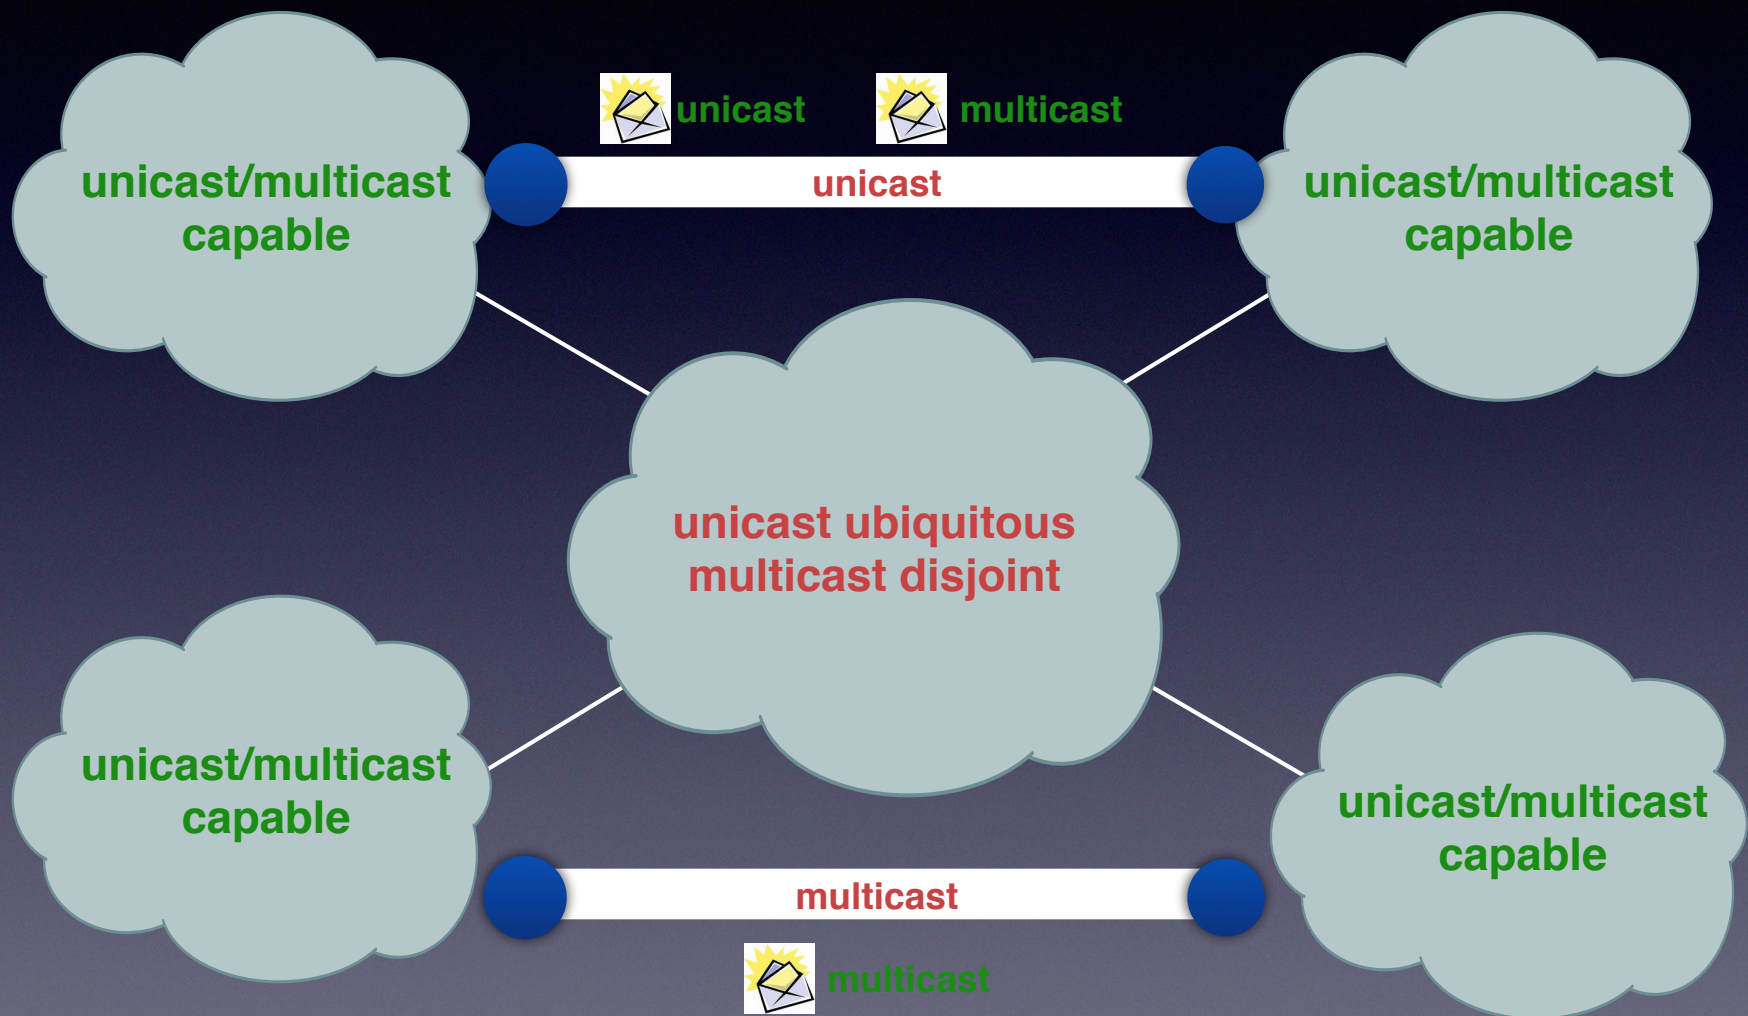 unicast
multicast
unicast/multicast
capable
unicast
unicast/multicast
capable
unicast ubiquitous
multicast disjoint
unicast/multicast
capable
unicast/multicast
capable
multicast
multicast